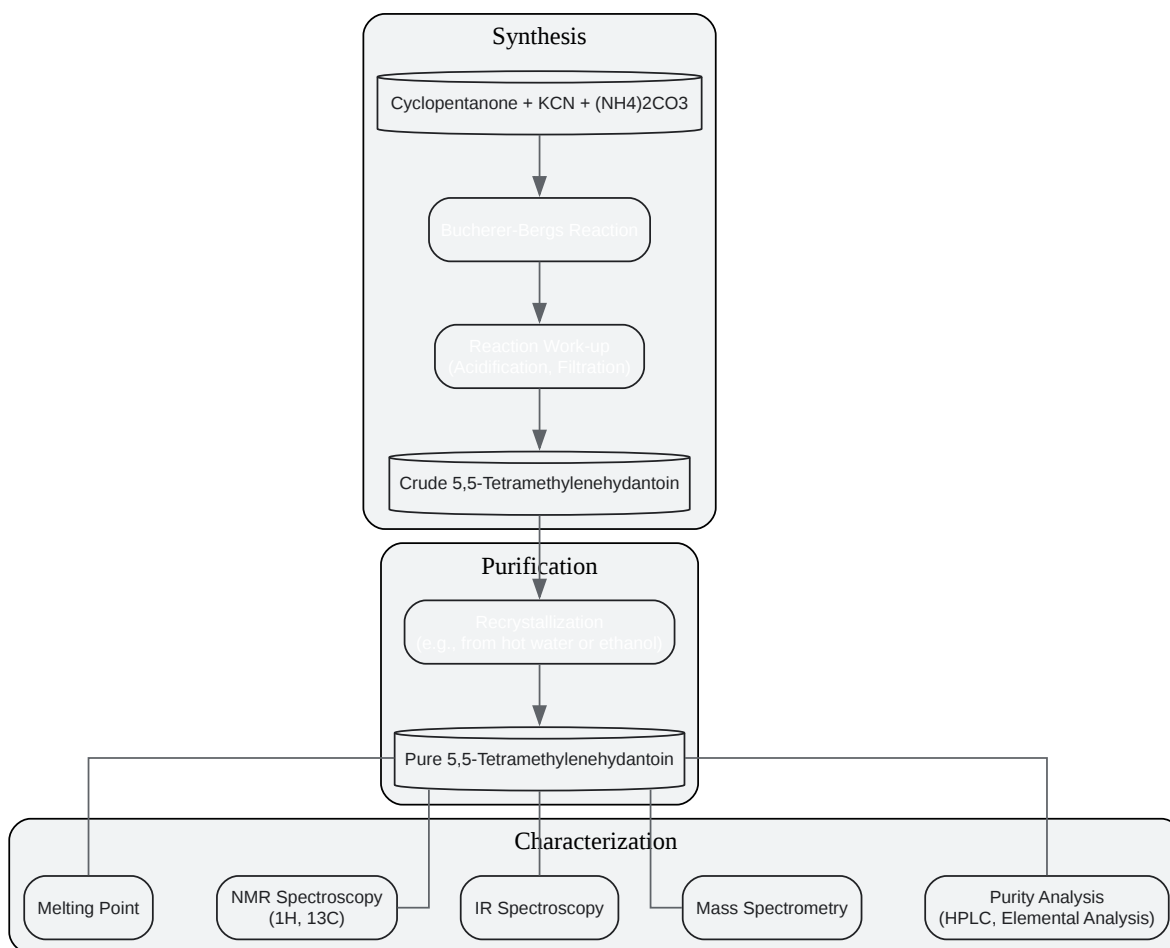 Synthesis
Cyclopentanone + KCN + (NH4)2CO3
Bucherer-Bergs Reaction
Reaction Work-up
(Acidification, Filtration)
Crude 5,5-Tetramethylenehydantoin
Purification
Recrystallization
(e.g., from hot water or ethanol)
Pure 5,5-Tetramethylenehydantoin
Characterization
Melting Point
NMR Spectroscopy
(1H, 13C)
IR Spectroscopy
Mass Spectrometry
Purity Analysis
(HPLC, Elemental Analysis)